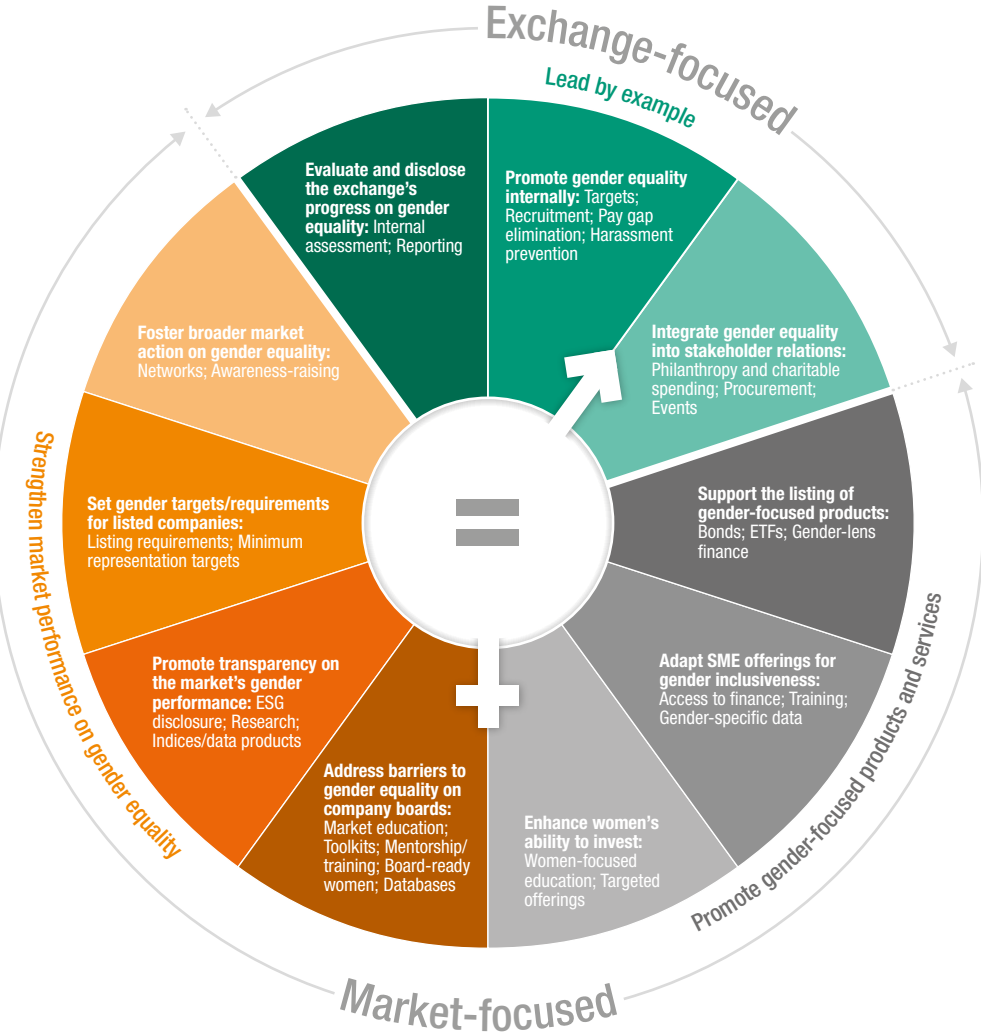 Exchange-focused
Lead by example
Evaluate and disclose
the exchange's
progress on gender
equality: Internal
assessment; Reporting
Promote gender equality
internally: Targets;
Recruitment; Pay gap
elimination; Harassment
prevention
Integrate gender equality
into stakeholder relations:
Philanthropy and charitable
spending; Procurement;
Events
Support the listing of
gender-focused products:
Bonds; ETFs; Gender-lens
finance
Adapt SME offerings for
gender inclusiveness:
Access to finance; Training;
Gender-specific data
Enhance women's
ability to invest:
Women-focused
education; Targeted
offerings
Promote gender-focused products and services
Address barriers to
gender equality on
company boards:
Market education;
Toolkits; Mentorship/
training; Board-ready
women; Databases
Promote transparency on
the market's gender
performance: ESG
disclosure; Research;
Indices/data products
Set gender targets/requirements
for listed companies:
Listing requirements; Minimum
representation targets
Foster broader market
action on gender equality:
Networks; Awareness-raising
Strengthen market performance on gender equality
Market-focused